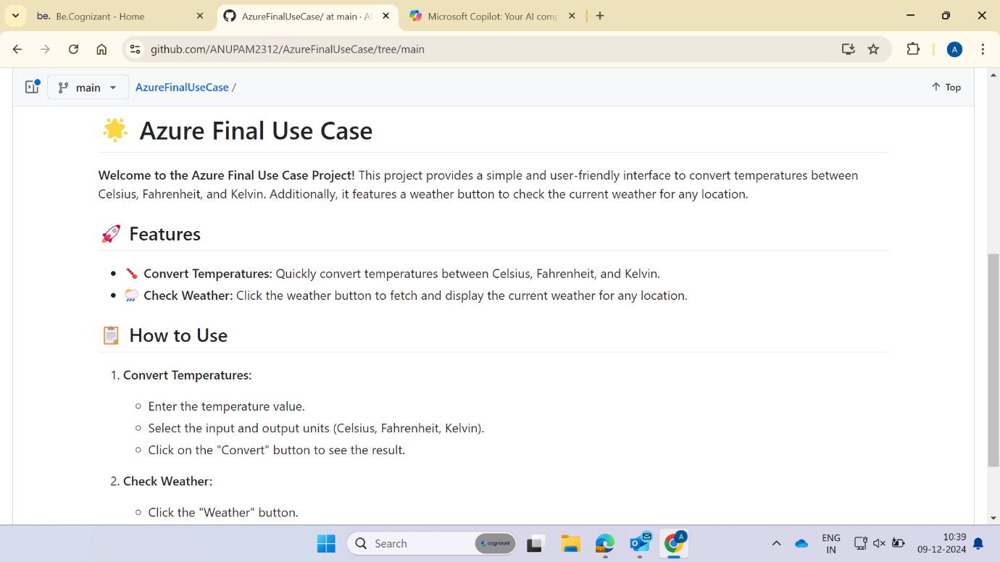 be. Be.Cognizant - Home
AzureFinalUseCase/ at main · A
Microsoft Copilot: Your AI comp
github.com/ANUPAM2312/AzureFinalUseCase/tree/main
A
main
AzureFinalUseCase /
Top
Azure Final Use Case
Welcome to the Azure Final Use Case Project! This project provides a simple and user-friendly interface to convert temperatures between
Celsius, Fahrenheit, and Kelvin. Additionally, it features a weather button to check the current weather for any location.
Features
• Convert Temperatures: Quickly convert temperatures between Celsius, Fahrenheit, and Kelvin.
• Check Weather: Click the weather button to fetch and display the current weather for any location.
How to Use
1. Convert Temperatures:
○ Enter the temperature value.
○ Select the input and output units (Celsius, Fahrenheit, Kelvin).
○ Click on the "Convert" button to see the result.
2. Check Weather:
○ Click the "Weather" button.
Search
cognizant
A
ENG
IN
10:39
09-12-2024